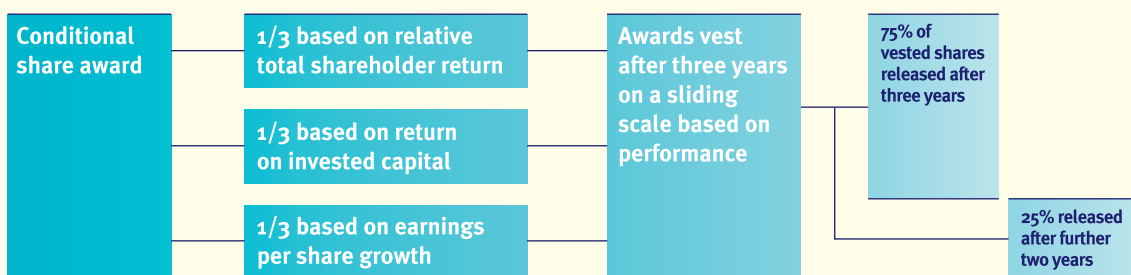 Conditional
share award
1/3 based on relative
total shareholder return
1/3 based on return
on invested capital
1/3 based on earnings
per share growth
Awards vest
after three years
on a sliding
scale based on
performance
75% of
vested shares
released after
three years
25% released
after further
two years